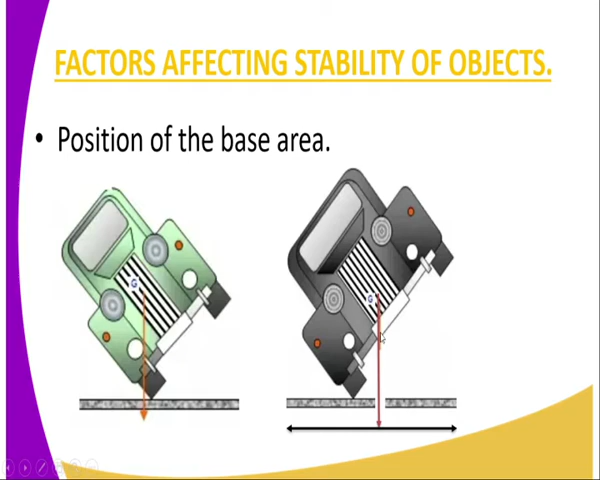 FACTORS AFFECTING STABILITY OF OBJECTS.
• Position of the base area.
G
G